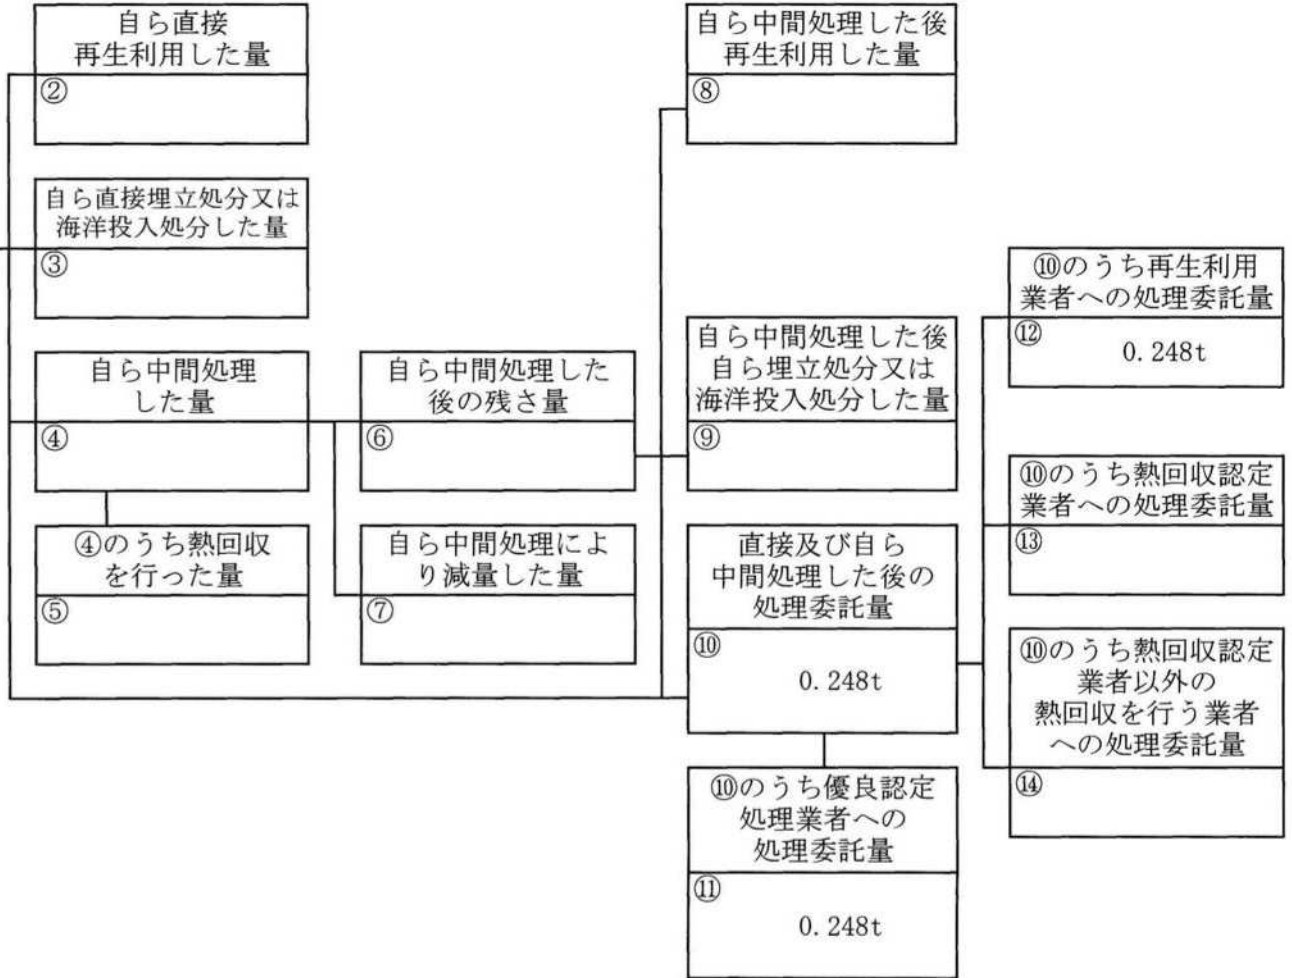 自ら直接
再生利用した量
②
自ら直接埋立処分又は
海洋投入処分した量
③
自ら中間処理
した量
④
④のうち熱回収
を行った量
⑤
自ら中間処理した
後の残さ量
⑥
自ら中間処理によ
り減量した量
⑦
自ら中間処理した後
再生利用した量
⑧
自ら中間処理した後
自ら埋立処分又は
海洋投入処分した量
⑨
直接及び自ら
中間処理した後の
処理委託量
⑩
0.248t
⑩のうち優良認定
処理業者への
処理委託量
⑪
0.248t
⑩のうち再生利用
業者への処理委託量
⑫
0.248t
⑩のうち熱回収認定
業者への処理委託量
⑬
⑩のうち熱回収認定
業者以外の
熱回収を行う業者
への処理委託量
⑭